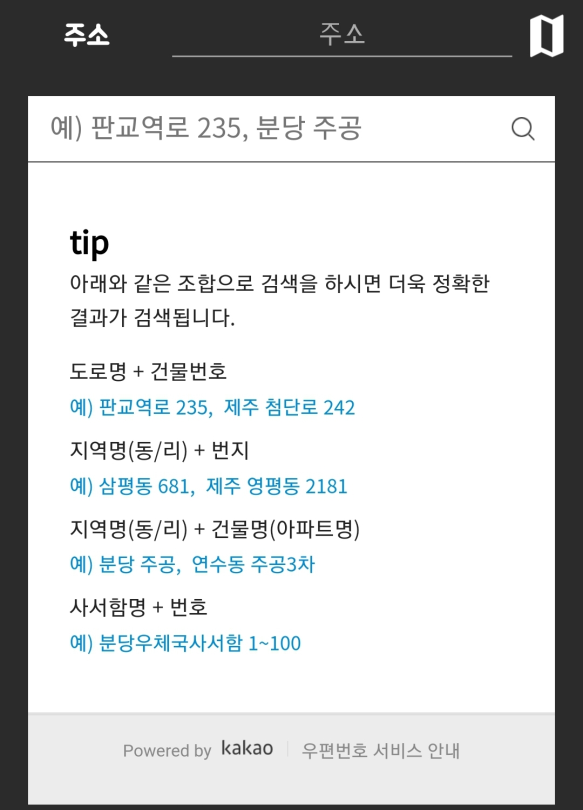 주소 주소
예) 판교역로 235, 분당 주공
tip
아래와 같은 조합으로 검색을 하시면 더욱 정확한
결과가 검색됩니다.
도로명 + 건물번호
예) 판교역로 235, 제주 첨단로 242
지역명(동/리) + 번지
예) 삼평동 681, 제주 영평동 2181
지역명(동/리) + 건물명(아파트명)
예) 분당 주공, 연수동 주공3차
사서함명 + 번호
예) 분당우체국사서함 1~100
Powered by kakao 우편번호 서비스 안내